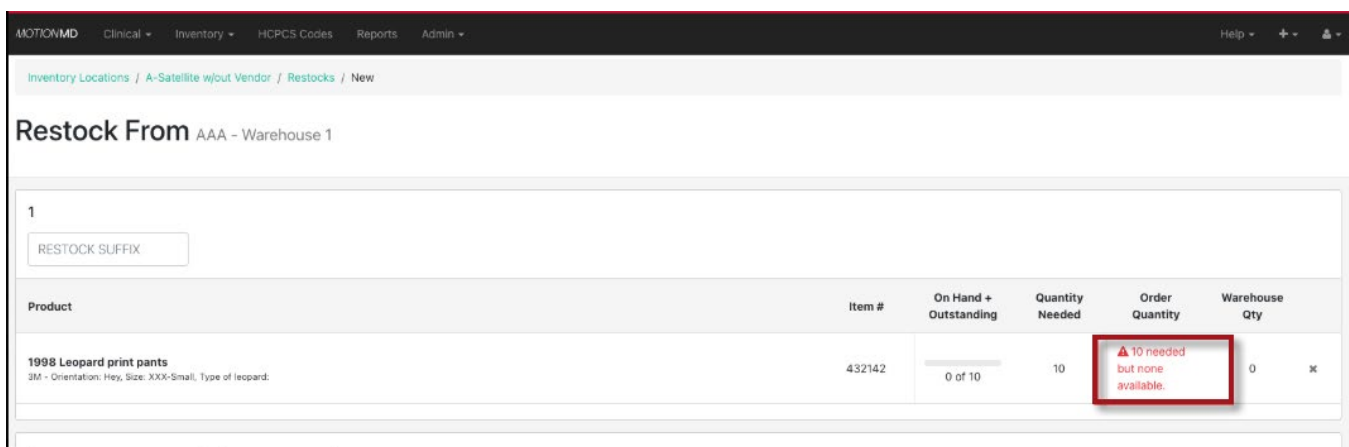 MOTIONMD Clinical Inventory HCPCS Codes Reports Admin Help
Inventory Locations / A-Satellite w/out Vendor / Restocks / New
Restock From AAA - Warehouse 1
1
RESTOCK SUFFIX
Product Item # On Hand + Outstanding Quantity Needed Order Quantity Warehouse Qty
1998 Leopard print pants
3M - Orientation: Hey, Size: XXX-Small, Type of leopard:
432142
0 of 10
10
10 needed
but none
available.
0